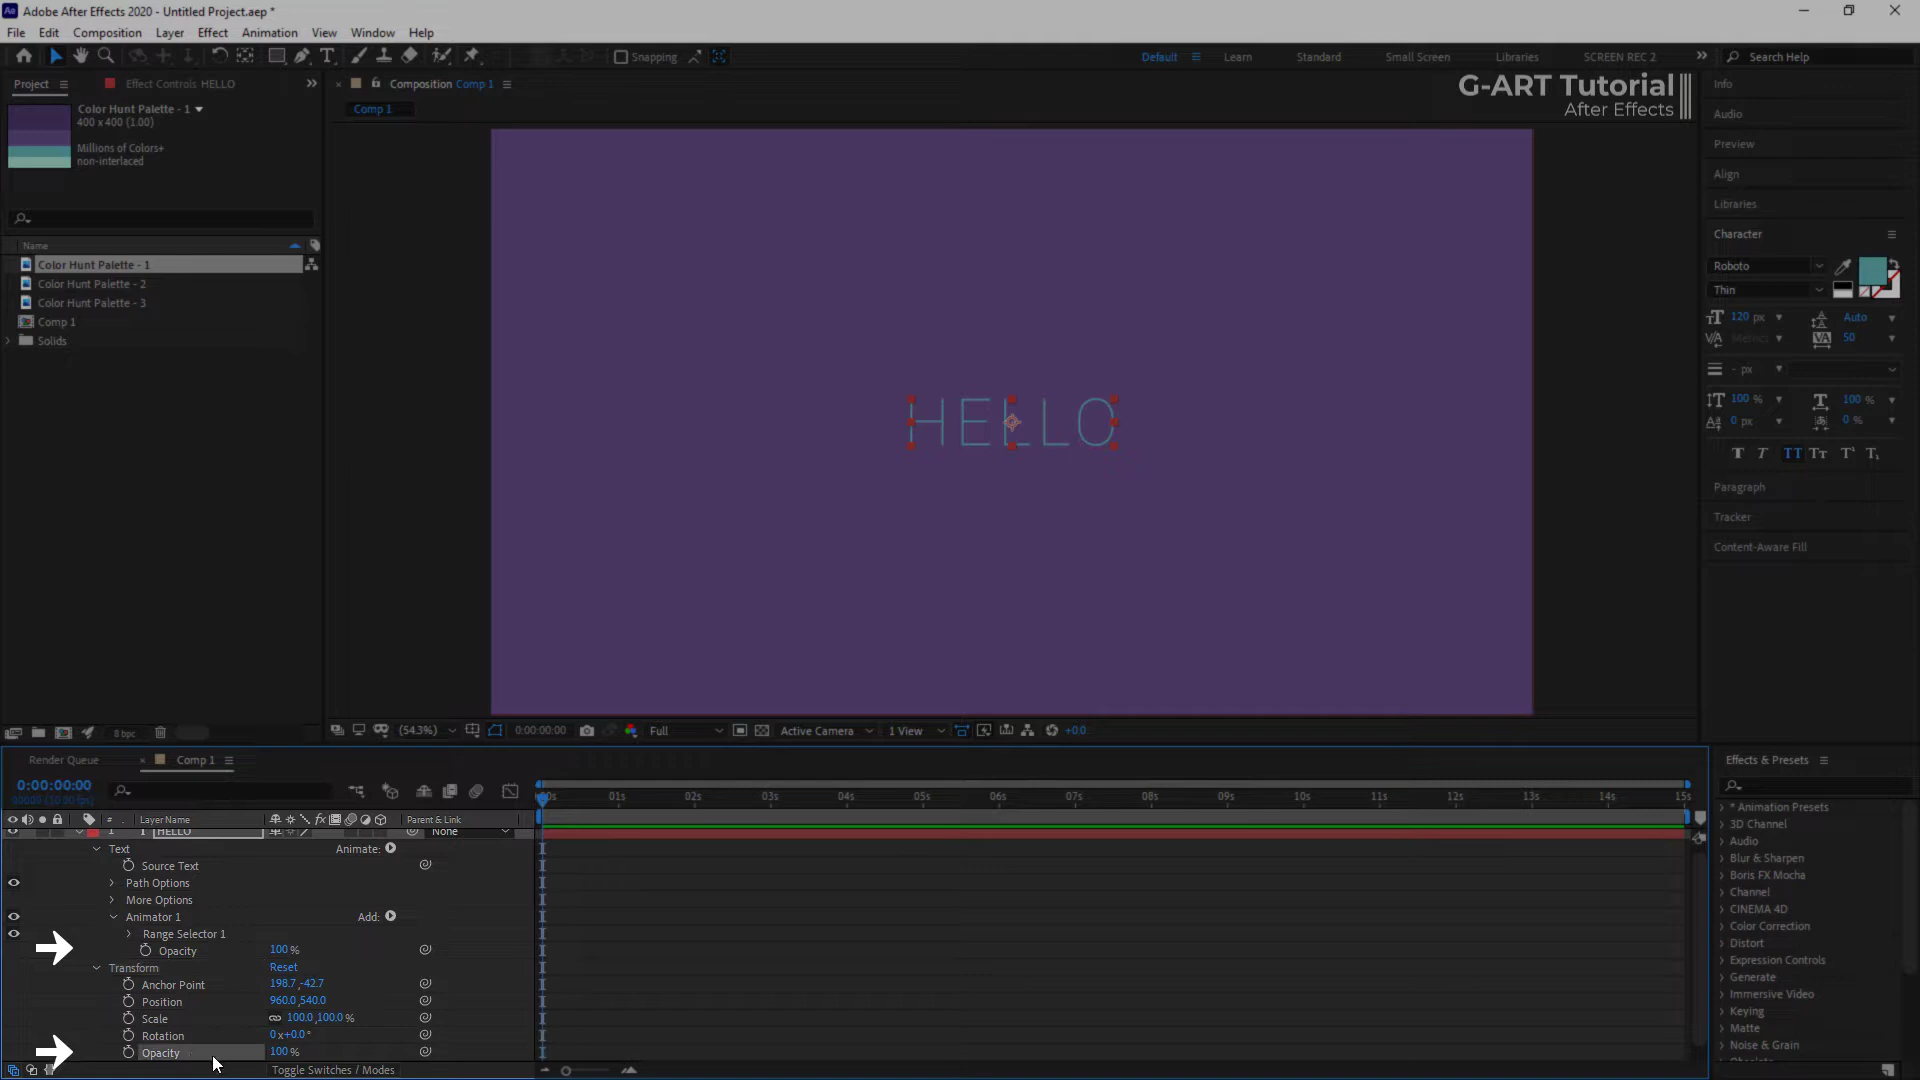 Adobe After Effects 2020 - Untitled Project.aep *
File Edit Composition Layer Effect Animation View Window Help
Snapping
Default Learn Standard Small Screen Libraries SCREEN REC 2 Search Help
Project Effect Controls HELLO
Composition Comp 1
Comp 1
G-ART Tutorial
After Effects
Color Hunt Palette - 1
400 x 400 (1.00)
Millions of Colors+
non-interlaced
Name
Color Hunt Palette - 1
Color Hunt Palette - 2
Color Hunt Palette - 3
Comp 1
Solids
HELLO
Info
Audio
Preview
Align
Libraries
Character
Roboto
Thin
120 px Auto
Metrics 50
- px
100 % 100 %
0 px 0 %
Paragraph
Tracker
Content-Aware Fill
8 bpc
(54.3%) 0:00:00:00 Full Active Camera 1 View +0.0
Render Queue Comp 1
0:00:00:00
00s 01s 02s 03s 04s 05s 06s 07s 08s 09s 10s 11s 12s 13s 14s 15s
# Layer Name fx Parent & Link
1 T HELLO None
Text Animate:
Source Text
Path Options
More Options
Animator 1 Add:
Range Selector 1
Opacity 100 %
Transform Reset
Anchor Point 198.7,-42.7
Position 960.0,540.0
Scale 100.0,100.0 %
Rotation 0x+0.0°
Opacity 100 %
Toggle Switches / Modes
Effects & Presets
* Animation Presets
3D Channel
Audio
Blur & Sharpen
Boris FX Mocha
Channel
CINEMA 4D
Color Correction
Distort
Expression Controls
Generate
Immersive Video
Keying
Matte
Noise & Grain